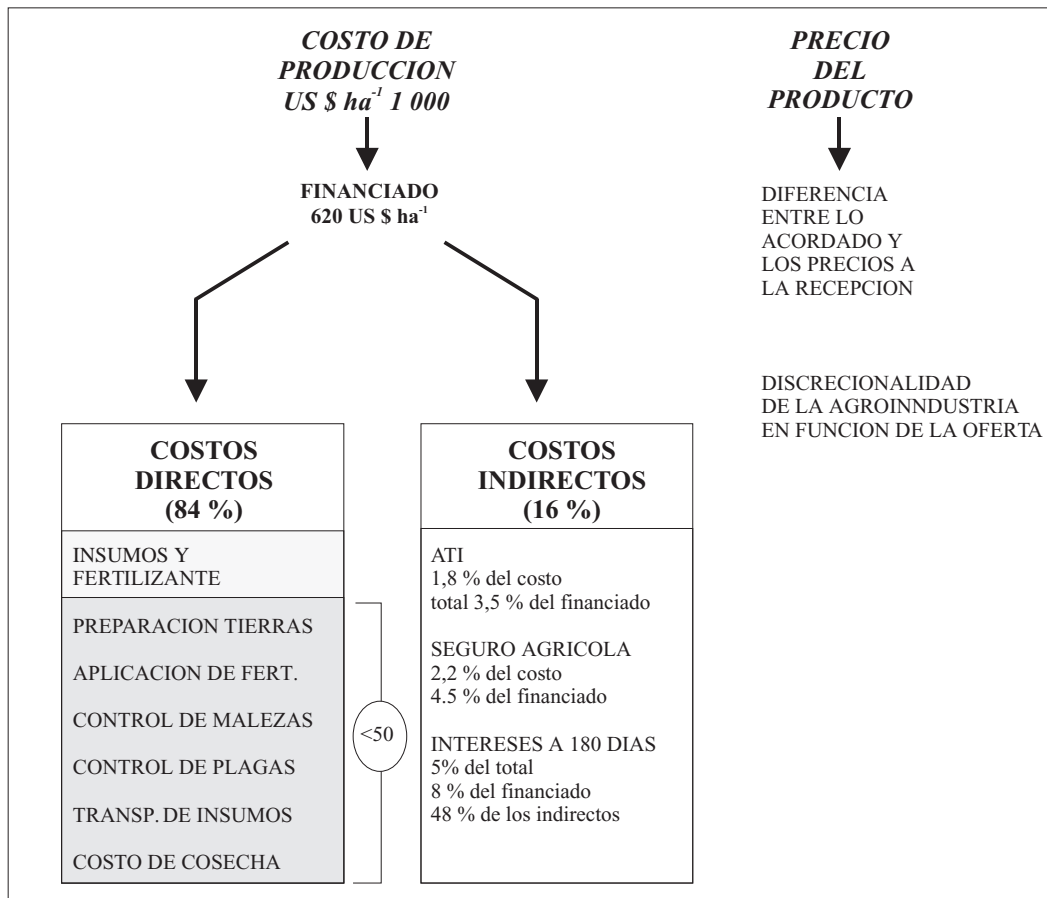 COSTO DE
PRODUCCION
US $ ha⁻¹ 1 000
FINANCIADO
620 US $ ha⁻¹
COSTOS
DIRECTOS
(84 %)
INSUMOS Y
FERTILIZANTE
PREPARACION TIERRAS
APLICACION DE FERT.
CONTROL DE MALEZAS
CONTROL DE PLAGAS
TRANSP. DE INSUMOS
COSTO DE COSECHA
<50
COSTOS
INDIRECTOS
(16 %)
ATI
1,8 % del costo
total 3,5 % del financiado
SEGURO AGRICOLA
2,2 % del costo
4.5 % del financiado
INTERESES A 180 DIAS
5% del total
8 % del financiado
48 % de los indirectos
PRECIO
DEL
PRODUCTO
DIFERENCIA
ENTRE LO
ACORDADO Y
LOS PRECIOS A
LA RECEPCION
DISCRECIONALIDAD
DE LA AGROINNDUSTRIA
EN FUNCION DE LA OFERTA